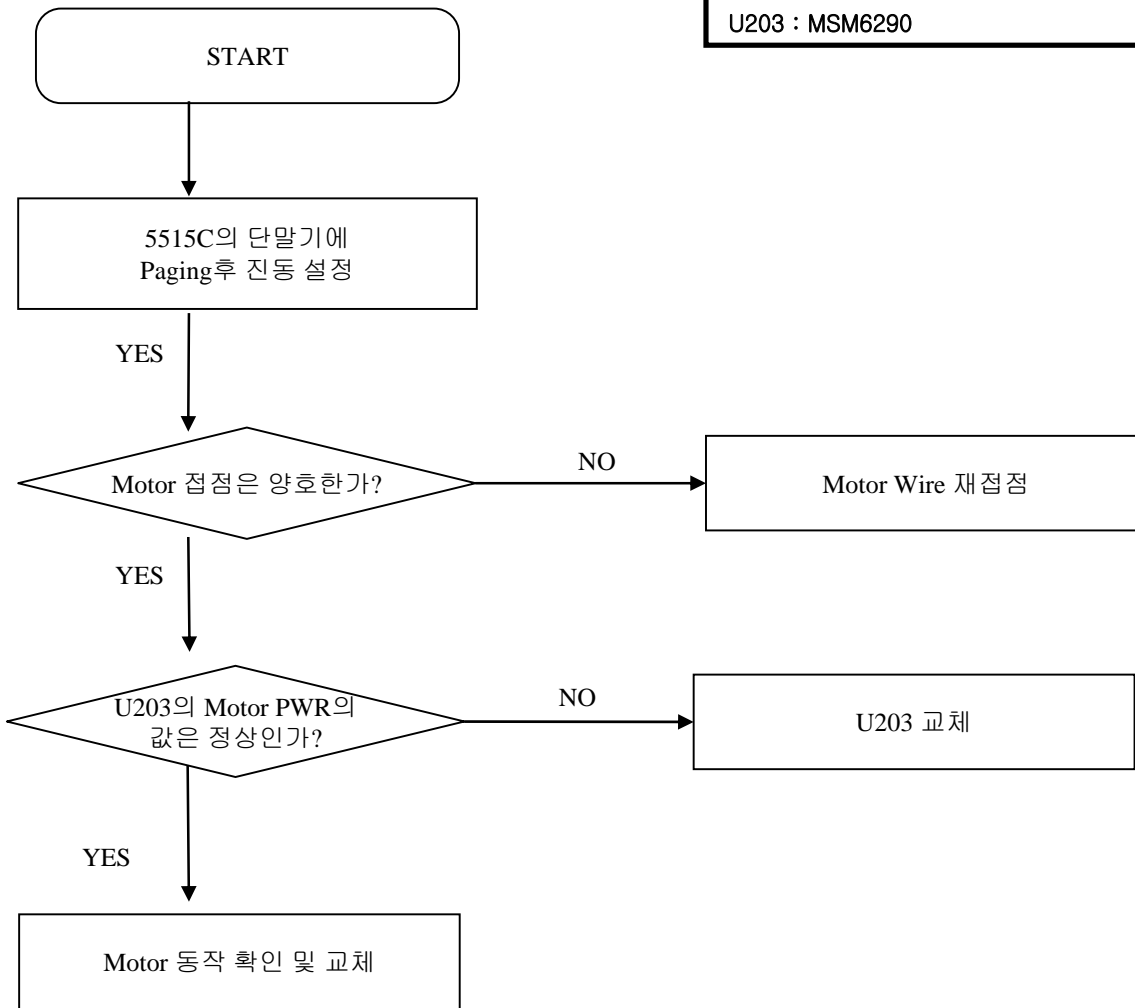 U203 : MSM6290
START
5515C의 단말기에
Paging후 진동 설정
YES
Motor 접점은 양호한가?
NO
Motor Wire 재접점
YES
U203의 Motor PWR의
값은 정상인가?
NO
U203 교체
YES
Motor 동작 확인 및 교체